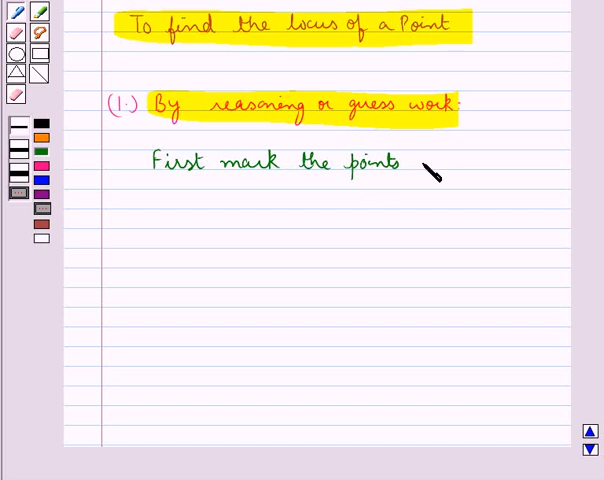 To find the locus of a Point
(1.) By reasoning or guess work.
First mark the points